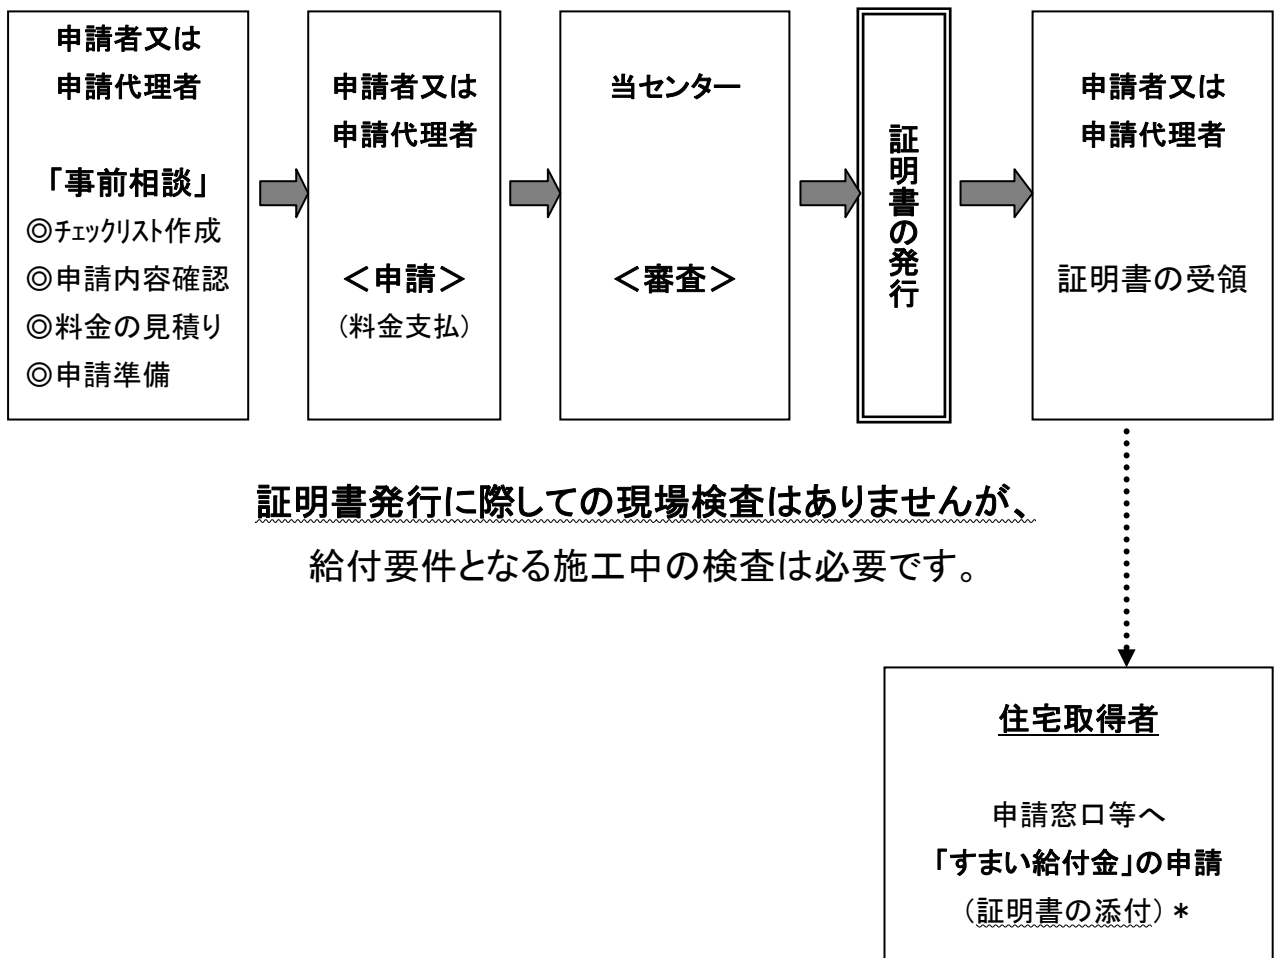 申請者又は
申請代理者
「事前相談」
◎チェックリスト作成
◎申請内容確認
◎料金の見積り
◎申請準備
申請者又は
申請代理者
＜申請＞
（料金支払）
当センター
＜審査＞
証明書の発行
申請者又は
申請代理者
証明書の受領
証明書発行に際しての現場検査はありませんが、
給付要件となる施工中の検査は必要です。
住宅取得者
申請窓口等へ
「すまい給付金」の申請
（証明書の添付）＊